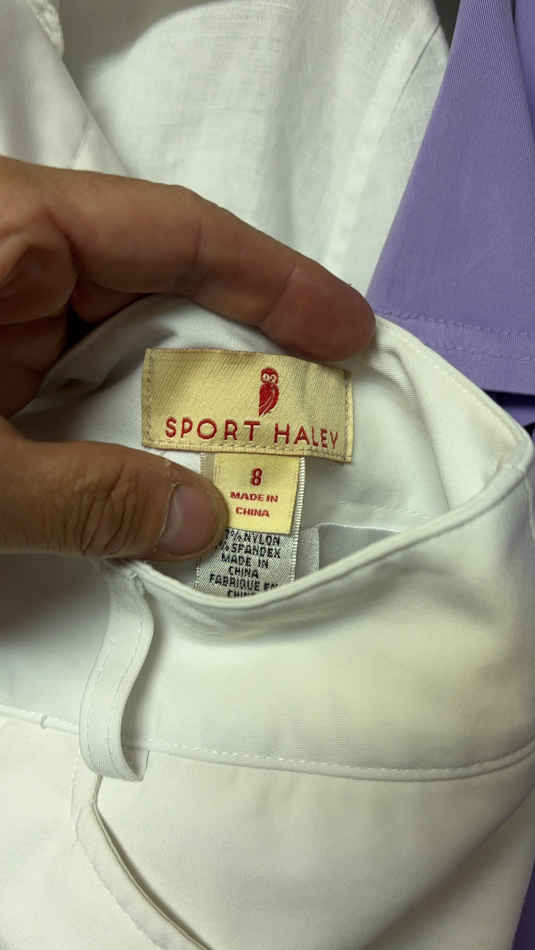 SPORT HALEY
8
MADE IN
CHINA
% NYLON
% SPANDEX
MADE IN
CHINA
FABRIQUE EN